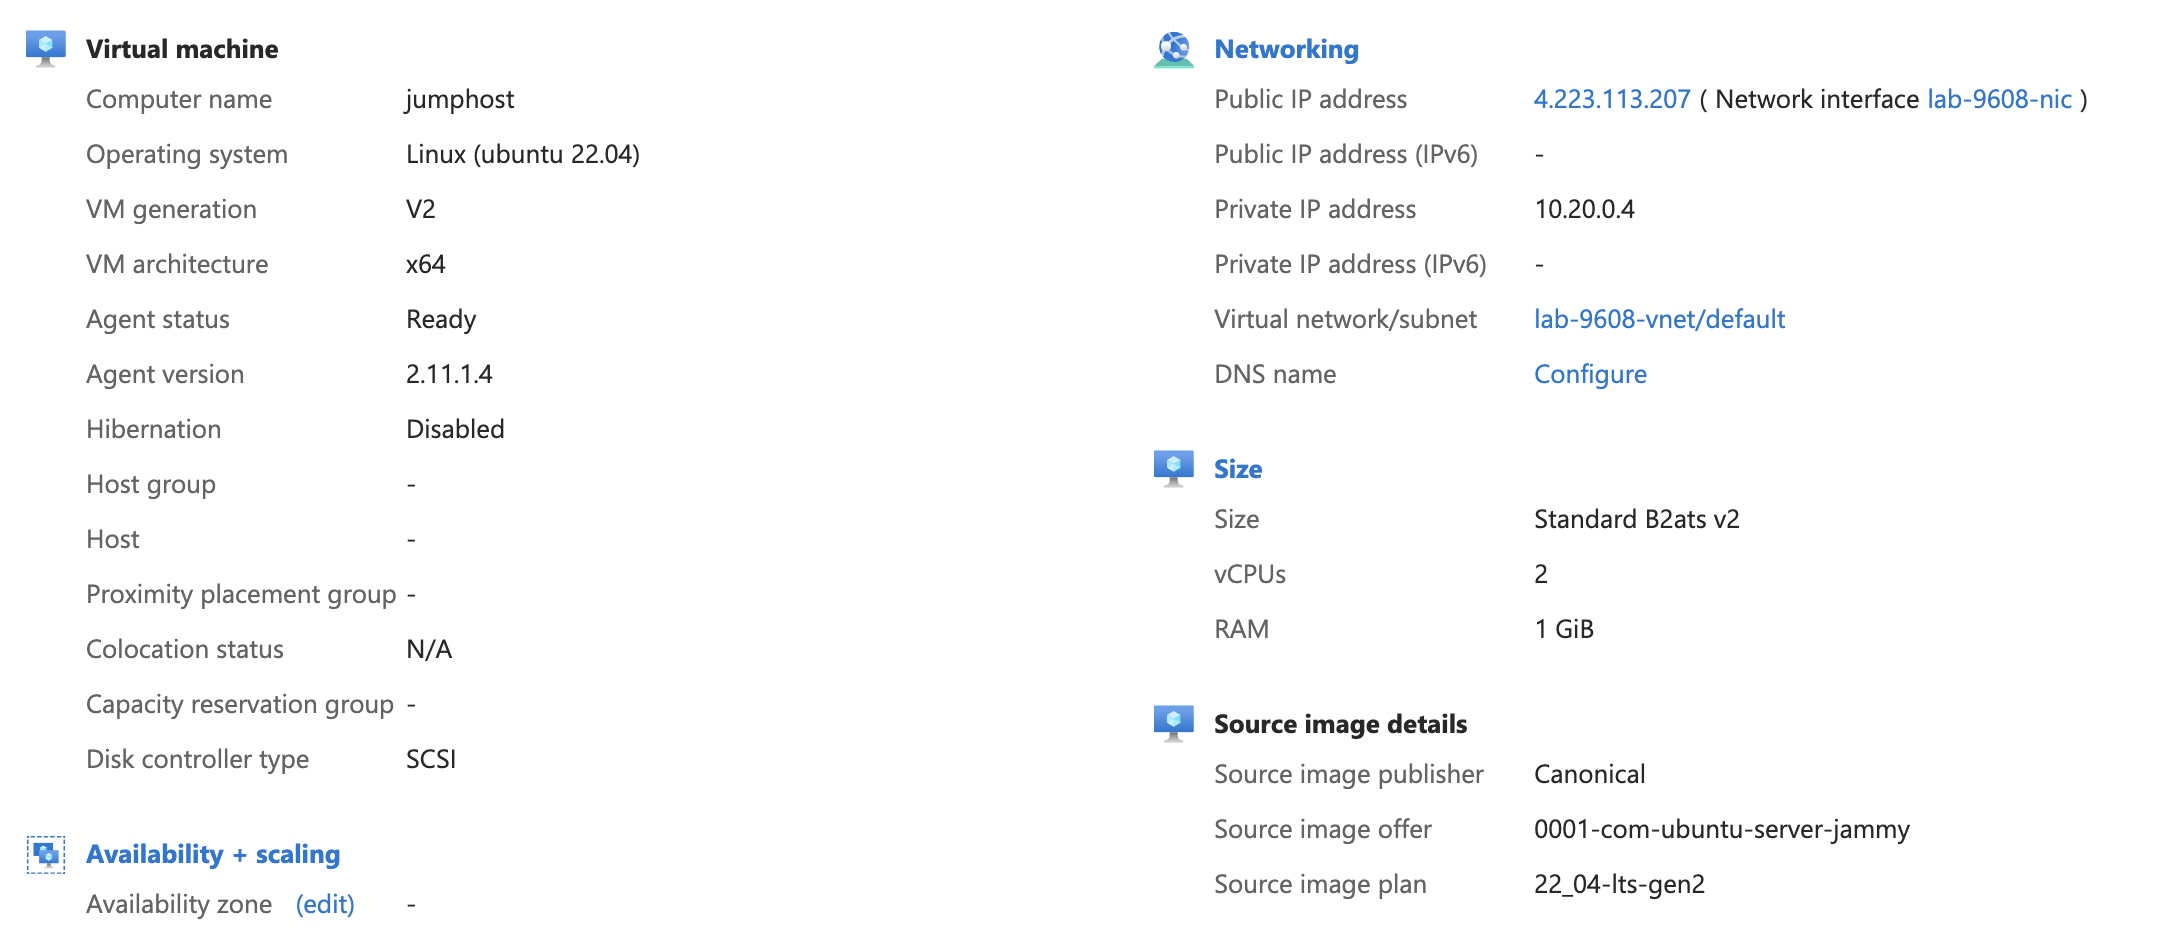 Virtual machine
Computer name jumphost
Operating system Linux (ubuntu 22.04)
VM generation V2
VM architecture x64
Agent status Ready
Agent version 2.11.1.4
Hibernation Disabled
Host group -
Host -
Proximity placement group -
Colocation status N/A
Capacity reservation group -
Disk controller type SCSI
Availability + scaling
Availability zone (edit) -
Networking
Public IP address 4.223.113.207 ( Network interface lab-9608-nic )
Public IP address (IPv6) -
Private IP address 10.20.0.4
Private IP address (IPv6) -
Virtual network/subnet lab-9608-vnet/default
DNS name Configure
Size
Size Standard B2ats v2
vCPUs 2
RAM 1 GiB
Source image details
Source image publisher Canonical
Source image offer 0001-com-ubuntu-server-jammy
Source image plan 22_04-lts-gen2